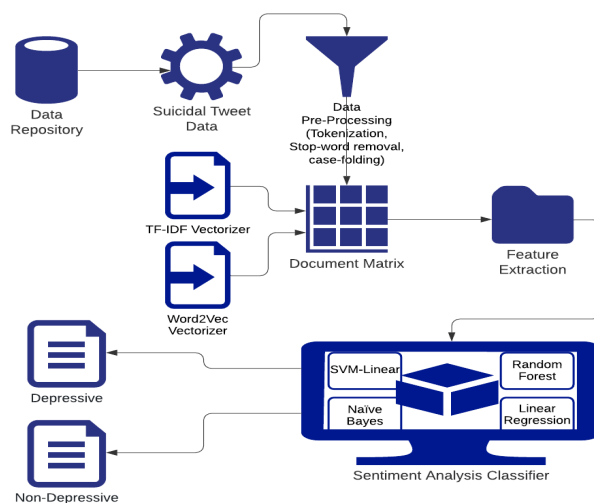 Data
Repository
Suicidal Tweet
Data
Data
Pre-Processing
(Tokenization,
Stop-word removal,
case-folding)
TF-IDF Vectorizer
Word2Vec
Vectorizer
Document Matrix
Feature
Extraction
SVM-Linear
Random
Forest
Naïve
Bayes
Linear
Regression
Sentiment Analysis Classifier
Depressive
Non-Depressive